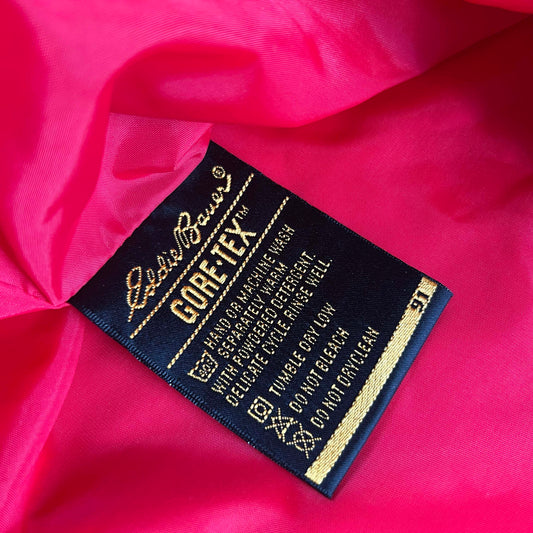 Eddie Bauer®
GORE-TEX™
HAND OR MACHINE WASH
SEPARATELY WARM
WITH POWDERED DETERGENT.
DELICATE CYCLE RINSE WELL.
TUMBLE DRY LOW
DO NOT BLEACH
DO NOT DRYCLEAN
91